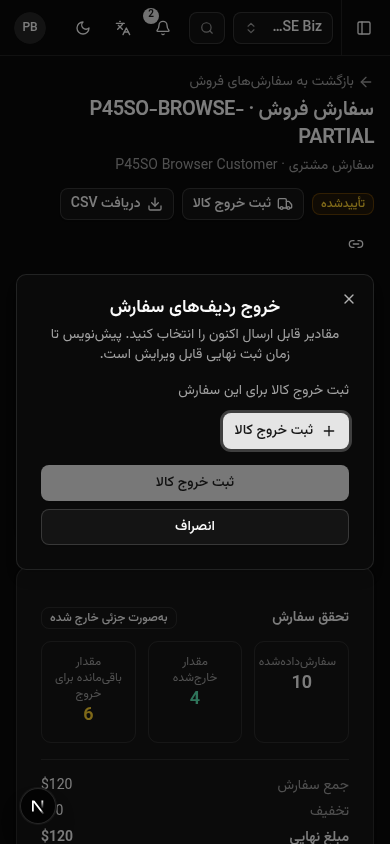 SE Biz...
2
PB
بازگشت به سفارش‌های فروش
سفارش فروش · P45SO-BROWSE-
PARTIAL
سفارش مشتری · P45SO Browser Customer
تأییدشده
ثبت خروج کالا
دریافت CSV
خروج ردیف‌های سفارش
مقادیر قابل ارسال اکنون را انتخاب کنید. پیش‌نویس تا
زمان ثبت نهایی قابل ویرایش است.
ثبت خروج کالا برای این سفارش
ثبت خروج کالا
ثبت خروج کالا
انصراف
تحقق سفارش
به‌صورت جزئی خارج شده
سفارش‌داده‌شده
10
مقدار
خارج‌شده
4
مقدار
باقی‌مانده برای
خروج
6
جمع سفارش
$120
تخفیف
0
مبلغ نهایی
$120
N